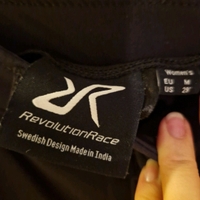 RevolutionRace
Swedish Design Made in India
Women's
EU M
US